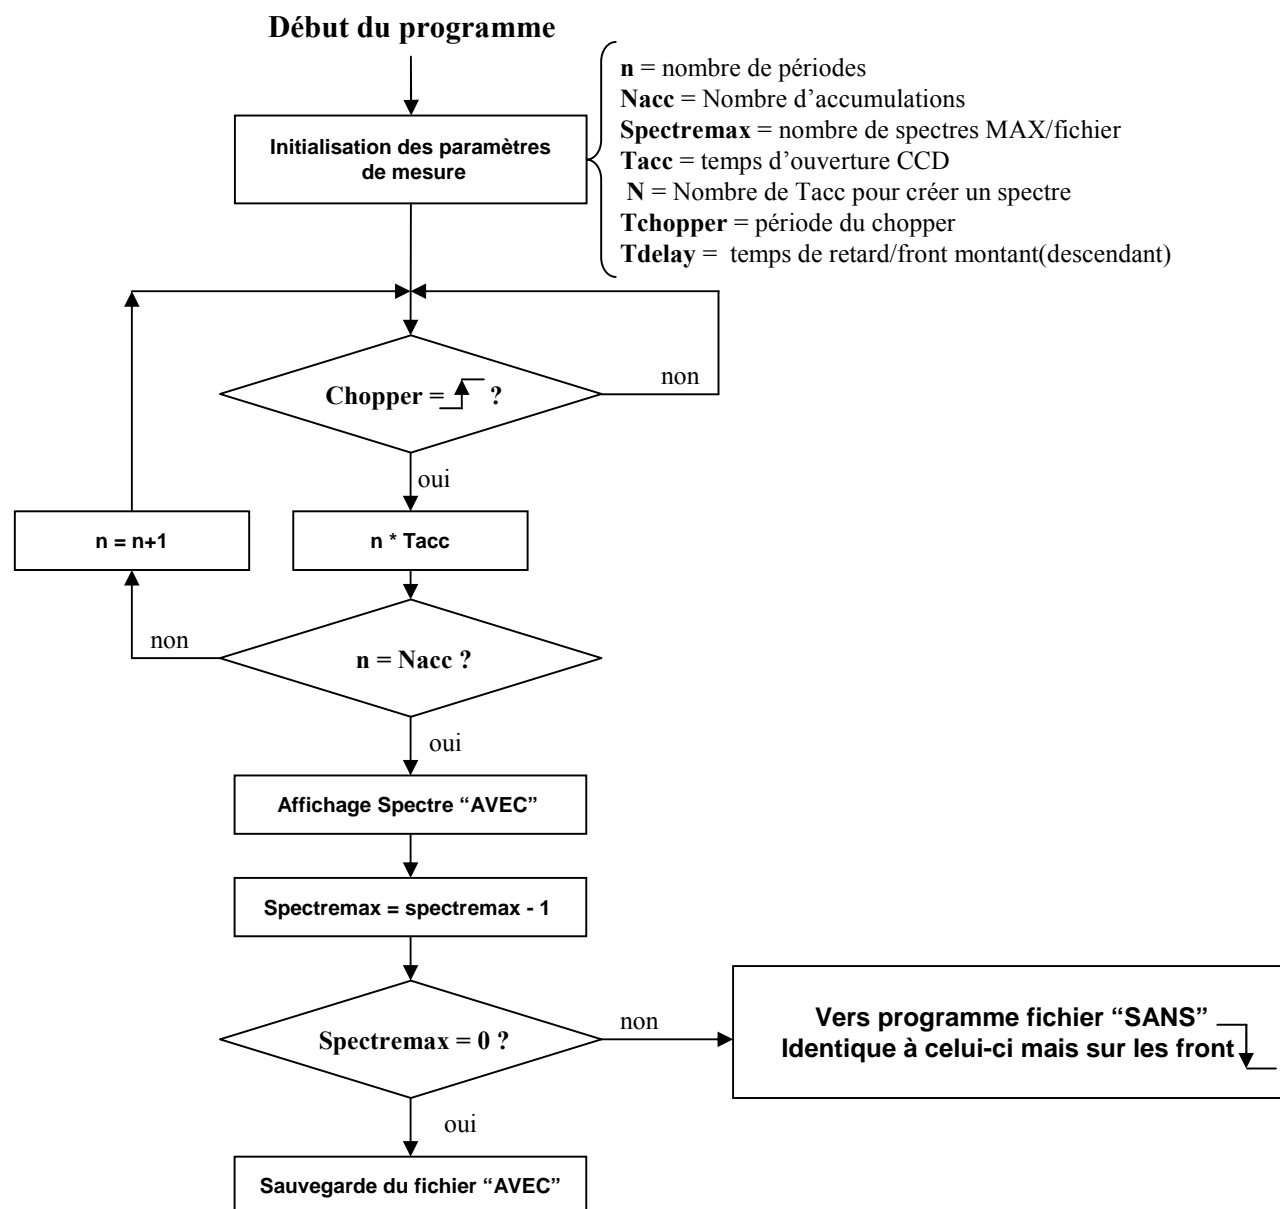 Début du programme
n = nombre de périodes
Nacc = Nombre d’accumulations
Spectremax = nombre de spectres MAX/fichier
Tacc = temps d’ouverture CCD
N = Nombre de Tacc pour créer un spectre
Tchopper = période du chopper
Tdelay = temps de retard/front montant(descendant)
Initialisation des paramètres
de mesure
Chopper = ?
non
oui
n = n+1
n * Tacc
non
n = Nacc ?
oui
Affichage Spectre “AVEC”
Spectremax = spectremax - 1
Spectremax = 0 ?
non
Vers programme fichier “SANS”
Identique à celui-ci mais sur les front
oui
Sauvegarde du fichier “AVEC”